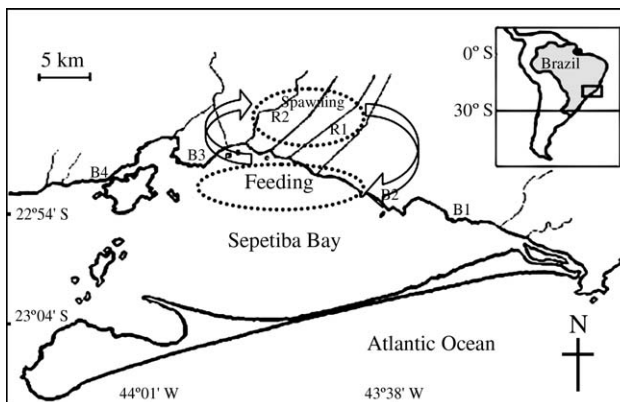 5 km
0° S
Brazil
30° S
Spawning
R2
R1
B3
B4
Feeding
B2
B1
22°54' S
Sepetiba Bay
23°04' S
Atlantic Ocean
N
44°01' W
43°38' W